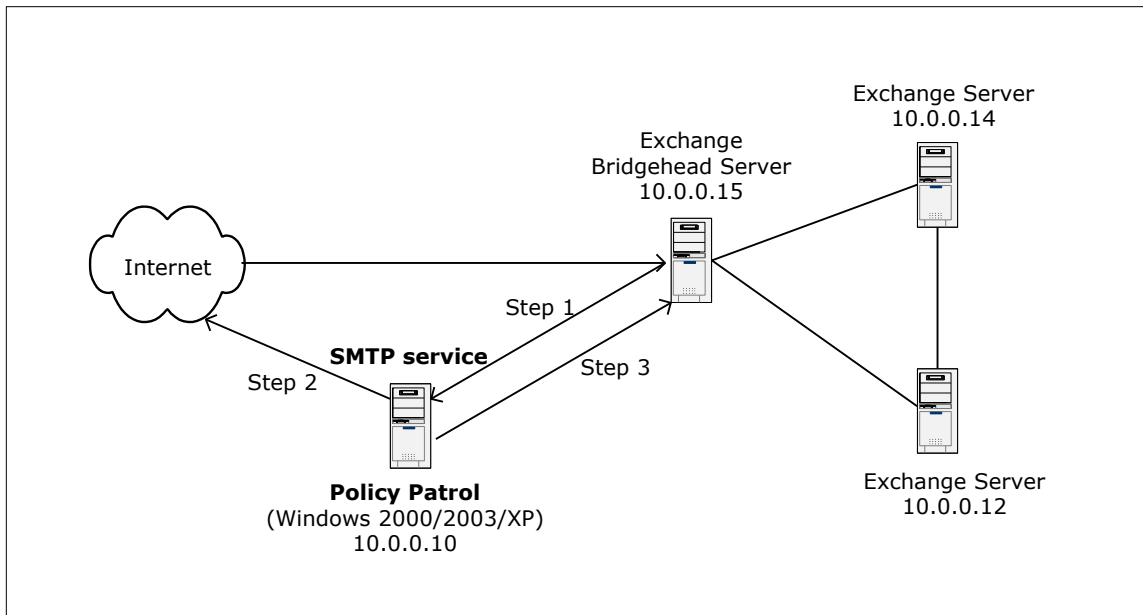 Exchange Server
10.0.0.14
Exchange
Bridgehead Server
10.0.0.15
Internet
Step 1
SMTP service
Step 2
Step 3
Policy Patrol
(Windows 2000/2003/XP)
10.0.0.10
Exchange Server
10.0.0.12